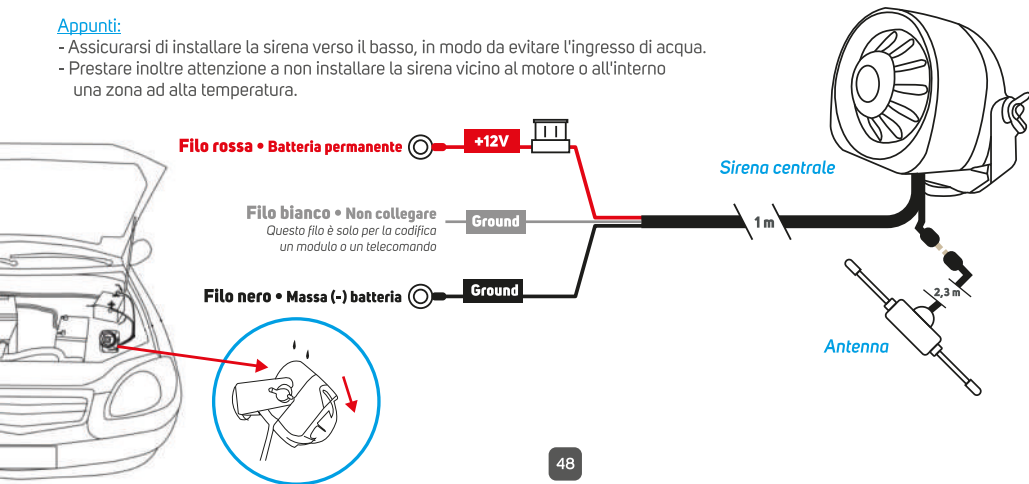 Appunti:
- Assicurarsi di installare la sirena verso il basso, in modo da evitare l'ingresso di acqua.
- Prestare inoltre attenzione a non installare la sirena vicino al motore o all'interno
una zona ad alta temperatura.
Filo rossa • Batteria permanente
+12V
Sirena centrale
Filo bianco • Non collegare
Questo filo è solo per la codifica
un modulo o un telecomando
Ground
1 m
Filo nero • Massa (-) batteria
Ground
2,3 m
Antenna
48